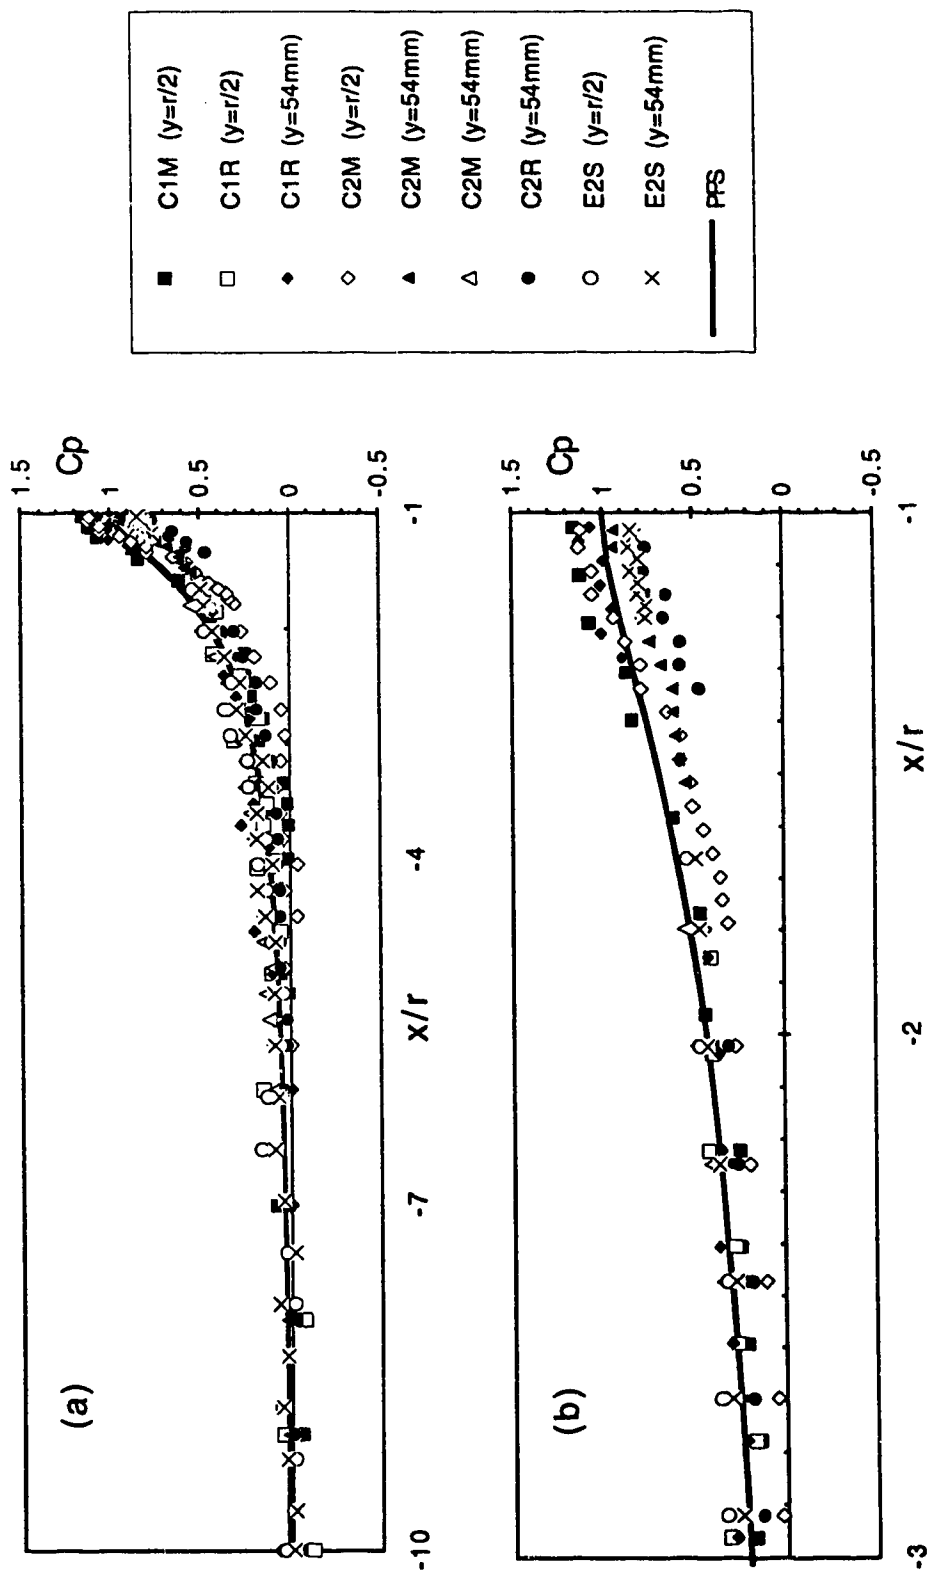 (a)
1.5
1
0.5
0
-0.5
Cp
-10
-7
-4
-1
x/r
(b)
1.5
1
0.5
0
-0.5
Cp
-3
-2
-1
x/r
C1M (y=r/2)
C1R (y=r/2)
C1R (y=54mm)
C2M (y=r/2)
C2M (y=54mm)
C2M (y=54mm)
C2R (y=54mm)
E2S (y=r/2)
E2S (y=54mm)
PFS